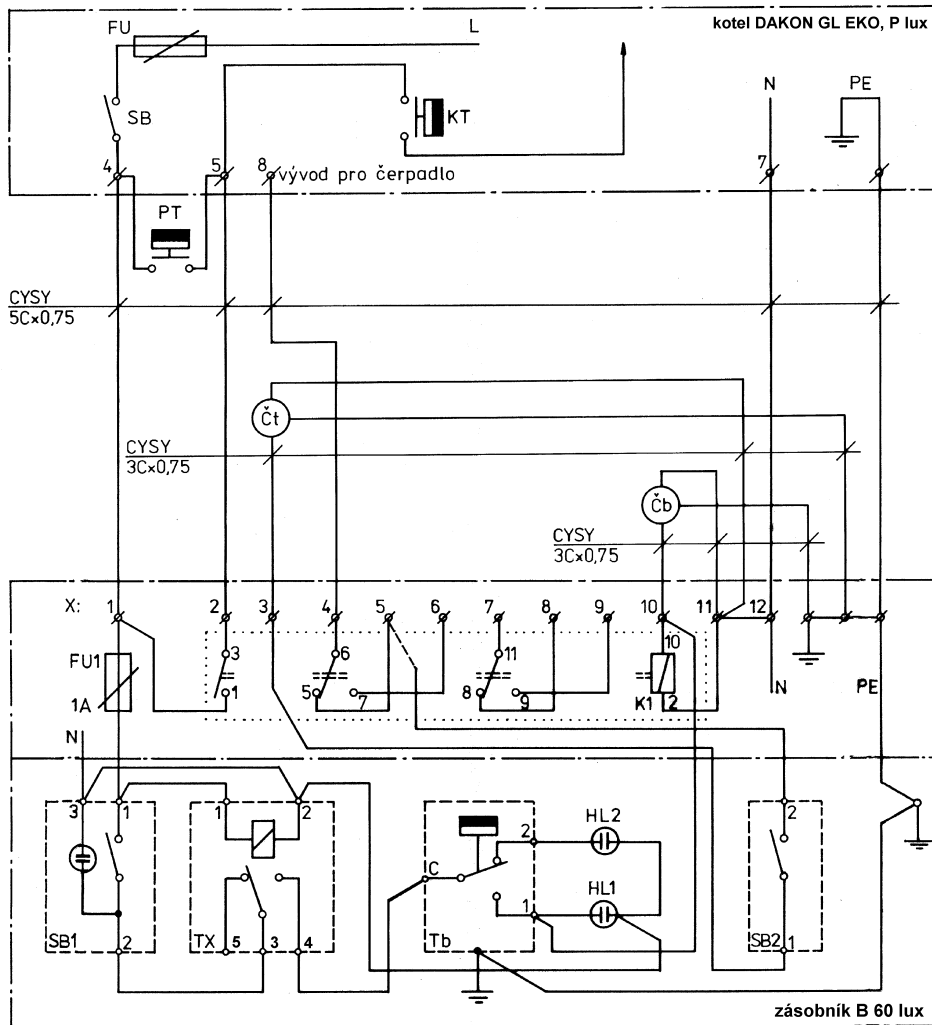 kotel DAKON GL EKO, P lux
FU
L
SB
KT
N
PE
4
5
8
vývod pro čerpadlo
7
PT
CYSY
5C×0,75
Čt
CYSY
3C×0,75
Čb
CYSY
3C×0,75
X:
1
2
3
4
5
6
7
8
9
10
11
12
3
6
11
10
FU1
1A
1
5
7
8
9
K1
2
N
PE
N
3
1
1
2
2
HL2
2
C
HL1
1
SB1
2
TX
5
3
4
Tb
SB2
1
zásobník B 60 lux